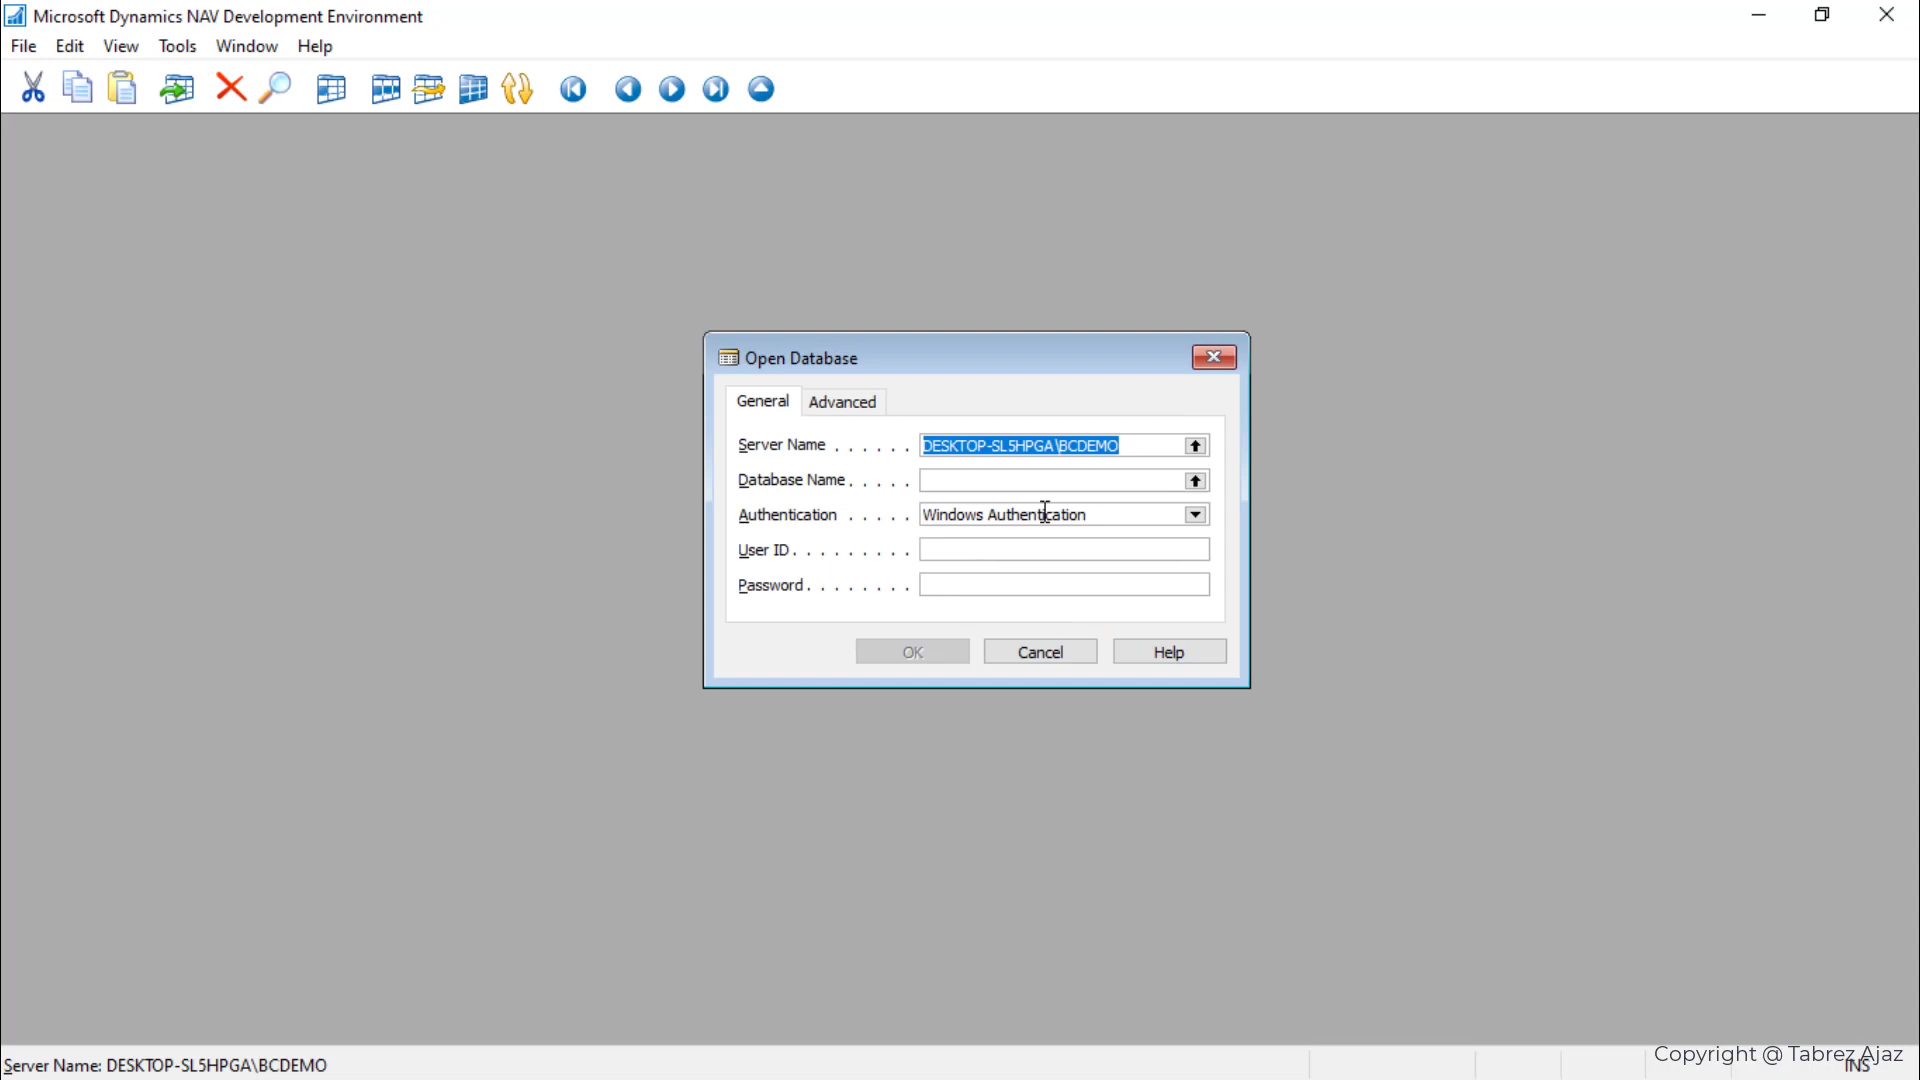 Microsoft Dynamics NAV Development Environment
File Edit View Tools Window Help
Open Database
General Advanced
Server Name . . . . . . DESKTOP-SL5HPGA\BCDEMO
Database Name . . . . .
Authentication . . . . . Windows Authentication
User ID . . . . . . . . .
Password . . . . . . . .
OK Cancel Help
Server Name: DESKTOP-SL5HPGA\BCDEMO
Copyright @ Tabrez Ajaz
INS